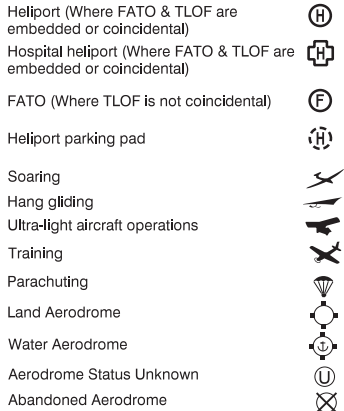 Heliport (Where FATO & TLOF are
embedded or coincidental)
H
Hospital heliport (Where FATO & TLOF are
embedded or coincidental)
H
FATO (Where TLOF is not coincidental)
F
Heliport parking pad
H
Soaring
Hang gliding
Ultra-light aircraft operations
Training
Parachuting
Land Aerodrome
Water Aerodrome
Aerodrome Status Unknown
U
Abandoned Aerodrome